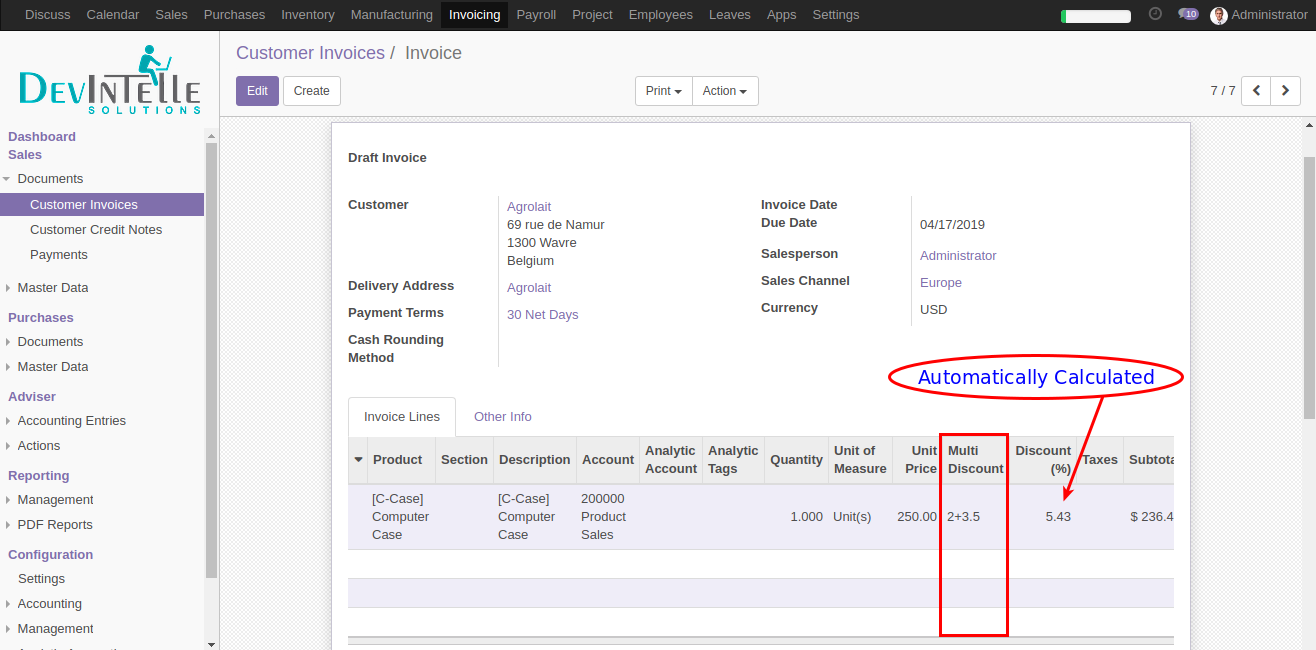 Discuss Calendar Sales Purchases Inventory Manufacturing Invoicing Payroll Project Employees Leaves Apps Settings 10 Administrator
DEVINTELLE
SOLUTIONS
Dashboard
Sales
Documents
Customer Invoices
Customer Credit Notes
Payments
Master Data
Purchases
Documents
Master Data
Adviser
Accounting Entries
Actions
Reporting
Management
PDF Reports
Configuration
Settings
Accounting
Management
Customer Invoices / Invoice
Edit Create Print Action 7 / 7
Draft Invoice
Customer
Agrolait
69 rue de Namur
1300 Wavre
Belgium
Delivery Address Agrolait
Payment Terms 30 Net Days
Cash Rounding
Method
Invoice Date
Due Date 04/17/2019
Salesperson Administrator
Sales Channel Europe
Currency USD
Automatically Calculated
Invoice Lines Other Info
Product Section Description Account Analytic Account Analytic Tags Quantity Unit of Measure Unit Price Multi Discount Discount (%) Taxes Subtota
[C-Case] Computer Case [C-Case] Computer Case 200000 Product Sales 1.000 Unit(s) 250.00 2+3.5 5.43 $ 236.4